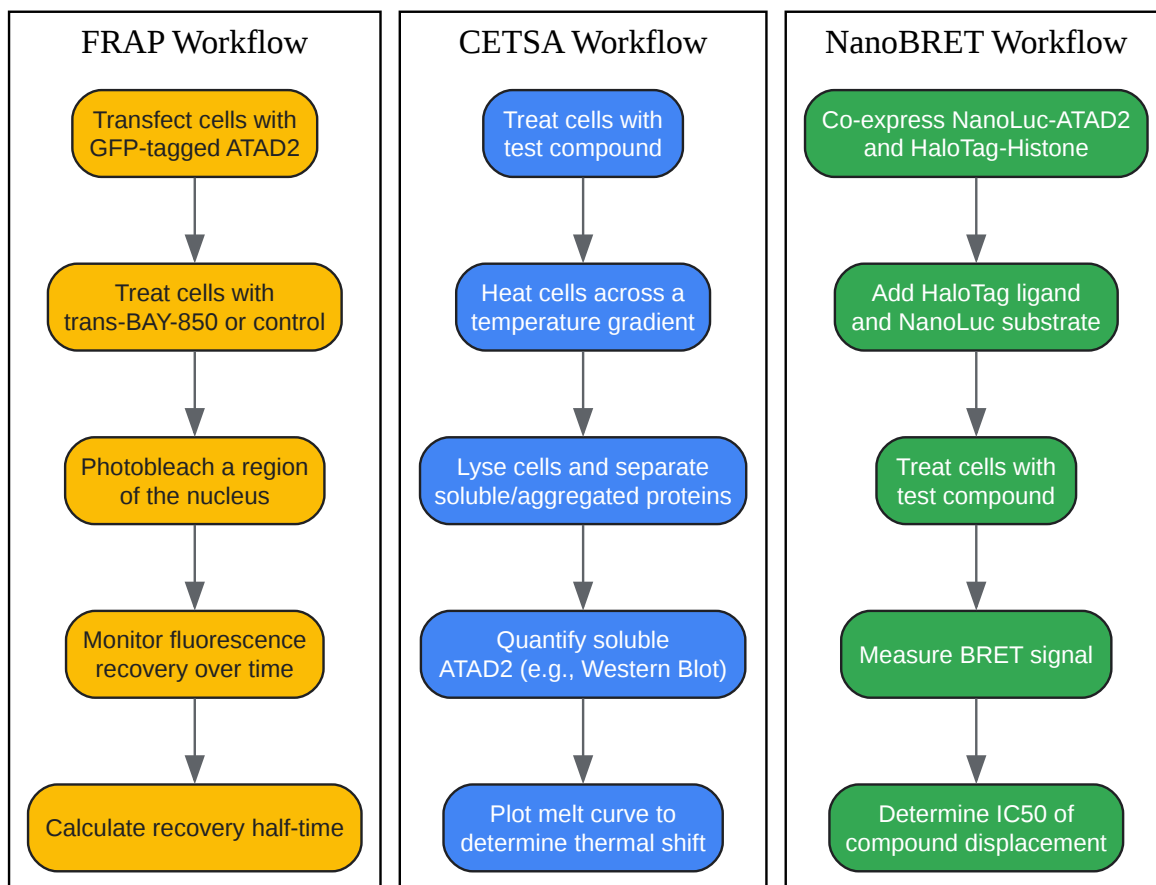 FRAP Workflow
Transfect cells with
GFP-tagged ATAD2
Treat cells with
trans-BAY-850 or control
Photobleach a region
of the nucleus
Monitor fluorescence
recovery over time
Calculate recovery half-time
CETSA Workflow
Treat cells with
test compound
Heat cells across a
temperature gradient
Lyse cells and separate
soluble/aggregated proteins
Quantify soluble
ATAD2 (e.g., Western Blot)
Plot melt curve to
determine thermal shift
NanoBRET Workflow
Co-express NanoLuc-ATAD2
and HaloTag-Histone
Add HaloTag ligand
and NanoLuc substrate
Treat cells with
test compound
Measure BRET signal
Determine IC50 of
compound displacement